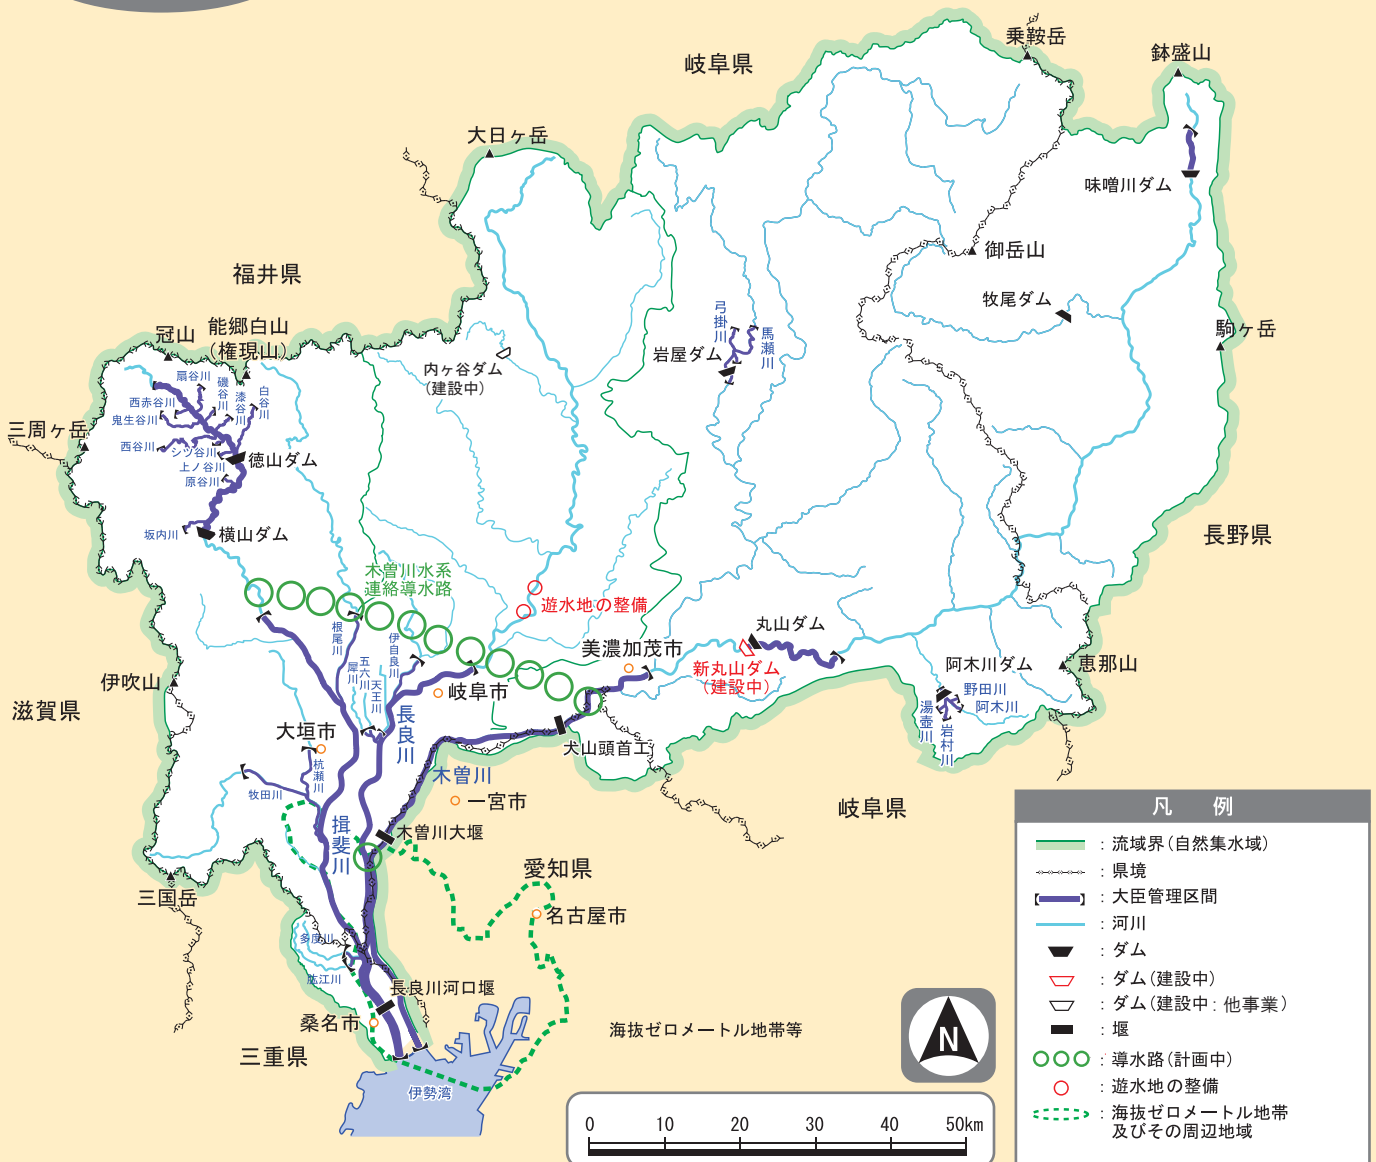 岐阜県
乗鞍岳
鉢盛山
大日ヶ岳
味噌川ダム
御岳山
福井県
牧尾ダム
弓掛川
馬瀬川
駒ヶ岳
冠山
能郷白山
(権現山)
岩屋ダム
内ヶ谷ダム
(建設中)
扇谷川
磯谷川
漆谷川
白谷川
西赤谷川
鬼生谷川
三周ヶ岳
西谷川
シツ谷川
徳山ダム
上ノ谷川
原谷川
坂内川
横山ダム
長野県
木曽川水系
連絡導水路
遊水地の整備
丸山ダム
根尾川
伊自良川
美濃加茂市
五六川
犀川
天王川
新丸山ダム
(建設中)
阿木川ダム
恵那山
伊吹山
岐阜市
野田川
阿木川
滋賀県
湯壺川
岩村川
長良川
大垣市
犬山頭首工
杭瀬川
木曽川
牧田川
一宮市
岐阜県
揖斐川
木曽川大堰
愛知県
三国岳
名古屋市
多度川
肱江川
長良川河口堰
桑名市
海抜ゼロメートル地帯等
三重県
伊勢湾
N
0 10 20 30 40 50km
凡 例
：流域界(自然集水域)
：県境
：大臣管理区間
：河川
：ダム
：ダム(建設中)
：ダム(建設中：他事業)
：堰
：導水路(計画中)
：遊水地の整備
：海抜ゼロメートル地帯
及びその周辺地域